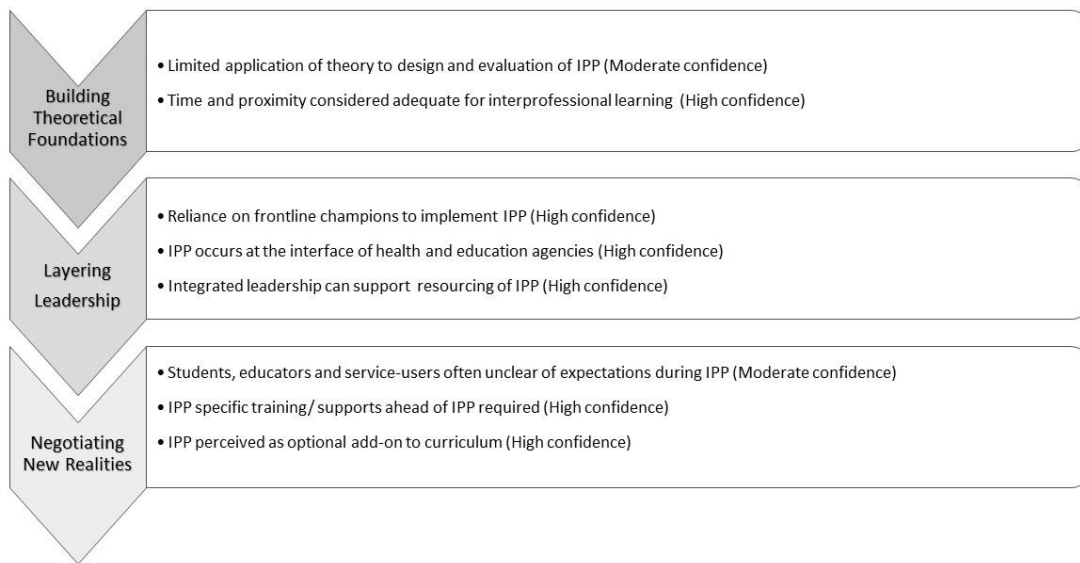 Building
Theoretical
Foundations
• Limited application of theory to design and evaluation of IPP (Moderate confidence)
• Time and proximity considered adequate for interprofessional learning (High confidence)
Layering
Leadership
• Reliance on frontline champions to implement IPP (High confidence)
• IPP occurs at the interface of health and education agencies (High confidence)
• Integrated leadership can support resourcing of IPP (High confidence)
Negotiating
New Realities
• Students, educators and service-users often unclear of expectations during IPP (Moderate confidence)
• IPP specific training/ supports ahead of IPP required (High confidence)
• IPP perceived as optional add-on to curriculum (High confidence)